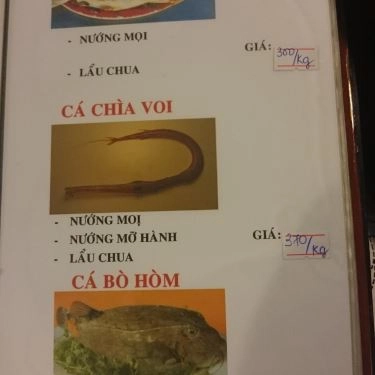 - NƯỚNG MỌI
GIÁ: 360/Kg
- LẨU CHUA
CÁ CHÌA VOI
- NƯỚNG MỌI
- NƯỚNG MỠ HÀNH
GIÁ: 370/Kg
- LẨU CHUA
CÁ BÒ HÒM